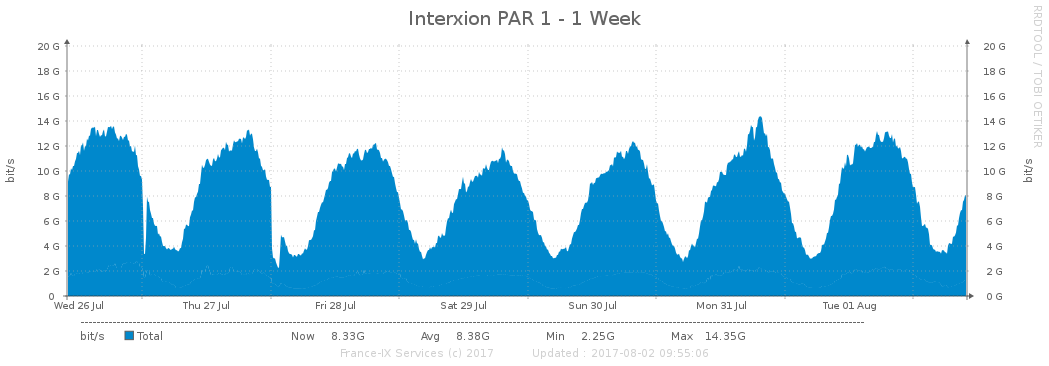 Interxion PAR 1 - 1 Week
RRDTOOL / TOBI OETIKER
bit/s
bit/s
20 G 20 G
18 G 18 G
16 G 16 G
14 G 14 G
12 G 12 G
10 G 10 G
8 G 8 G
6 G 6 G
4 G 4 G
2 G 2 G
0 0 G
Wed 26 Jul Thu 27 Jul Fri 28 Jul Sat 29 Jul Sun 30 Jul Mon 31 Jul Tue 01 Aug
bit/s Total Now 8.33G Avg 8.38G Min 2.25G Max 14.35G
France-IX Services (c) 2017 Updated : 2017-08-02 09:55:06